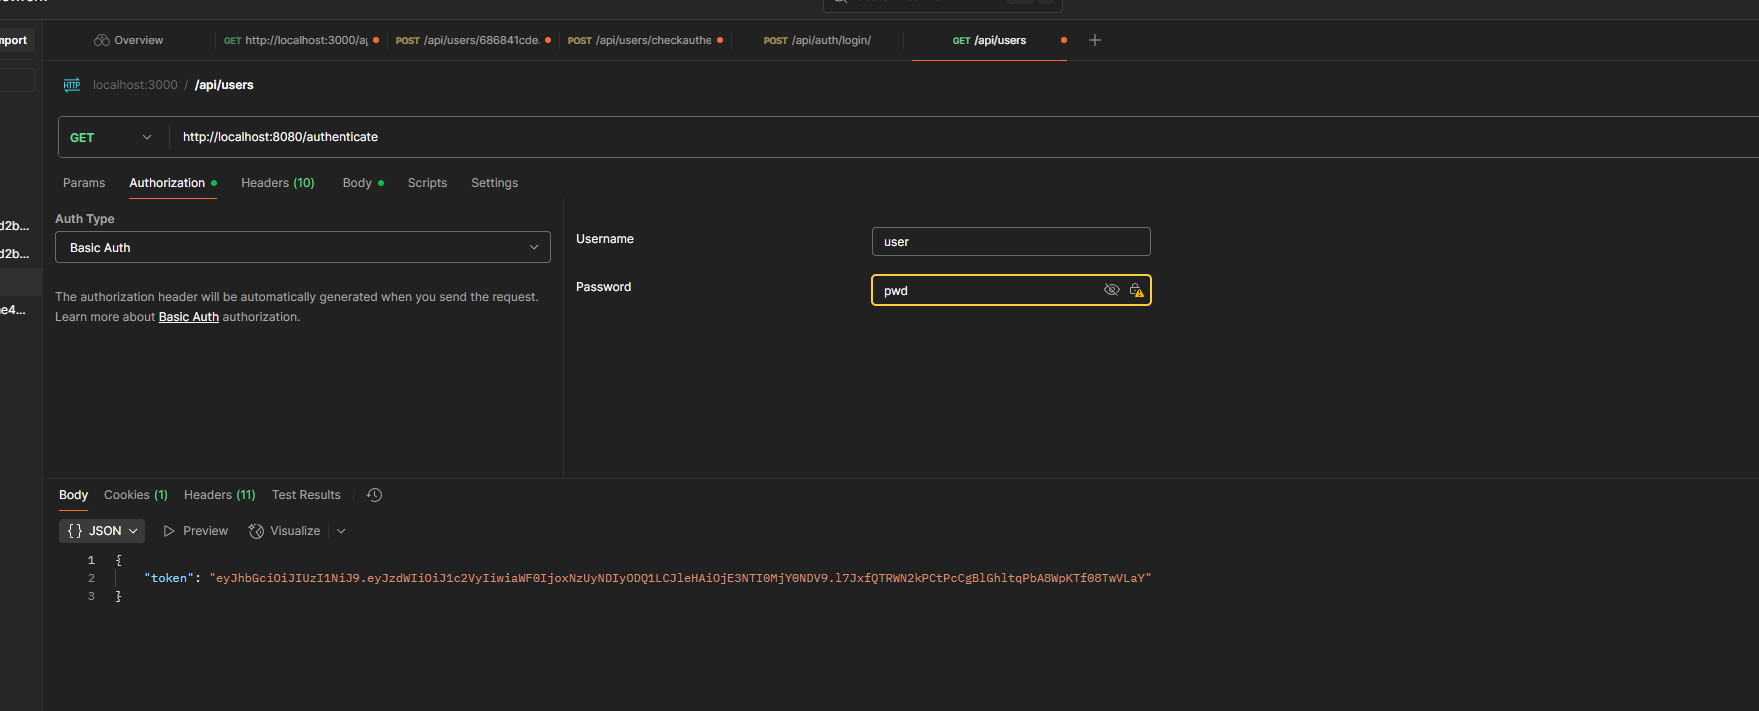 mport
Overview
GET http://localhost:3000/a
POST /api/users/686841cde
POST /api/users/checkauthe
POST /api/auth/login/
GET /api/users
HTTP localhost:3000 / /api/users
GET http://localhost:8080/authenticate
Params Authorization Headers (10) Body Scripts Settings
Auth Type
Basic Auth
The authorization header will be automatically generated when you send the request.
Learn more about Basic Auth authorization.
Username user
Password pwd
d2b...
d2b...
e4...
Body Cookies (1) Headers (11) Test Results
{} JSON Preview Visualize
1 {
2 "token": "eyJhbGciOiJIUzI1NiJ9.eyJzdWIiOiJ1c2VyIiwiaWF0IjoxNzUyNDIyODQ1LCJleHAiOjE3NTI0MjY0NDV9.l7JxfQTRWN2kPCtPcCgBlGhltqPbA8WpKTf08TwVLaY"
3 }